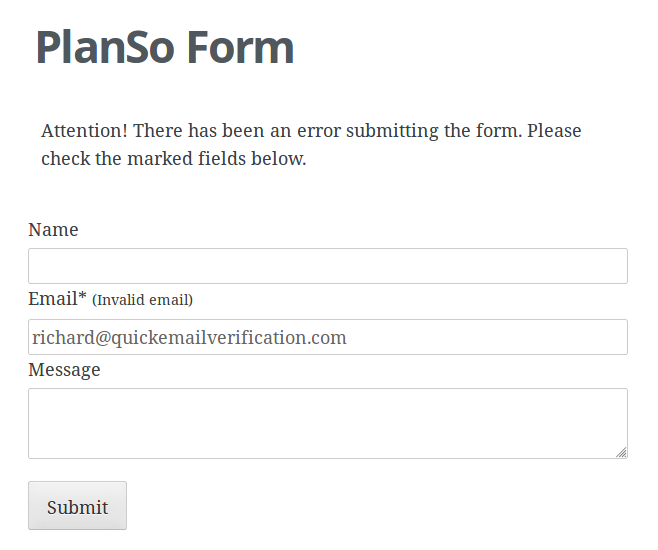 PlanSo Form
Attention! There has been an error submitting the form. Please
check the marked fields below.
Name
Email* (Invalid email)
richard@quickemailverification.com
Message
Submit